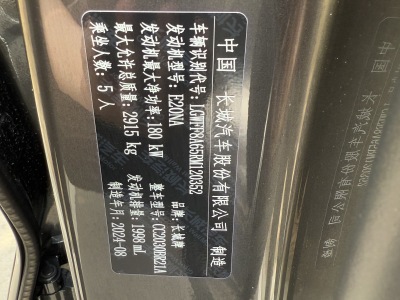 中国 长城汽车股份有限公司 制造
车辆识别代号: LGWFF8A65RM120352
发动机型号: E20NA 品牌: 长城牌
发动机最大净功率: 180 kW 整车型号: CC2030BR21A
最大允许总质量: 2915 kg 发动机排量: 1998 mL
乘坐人数: 5人 制造年月: 2024-08